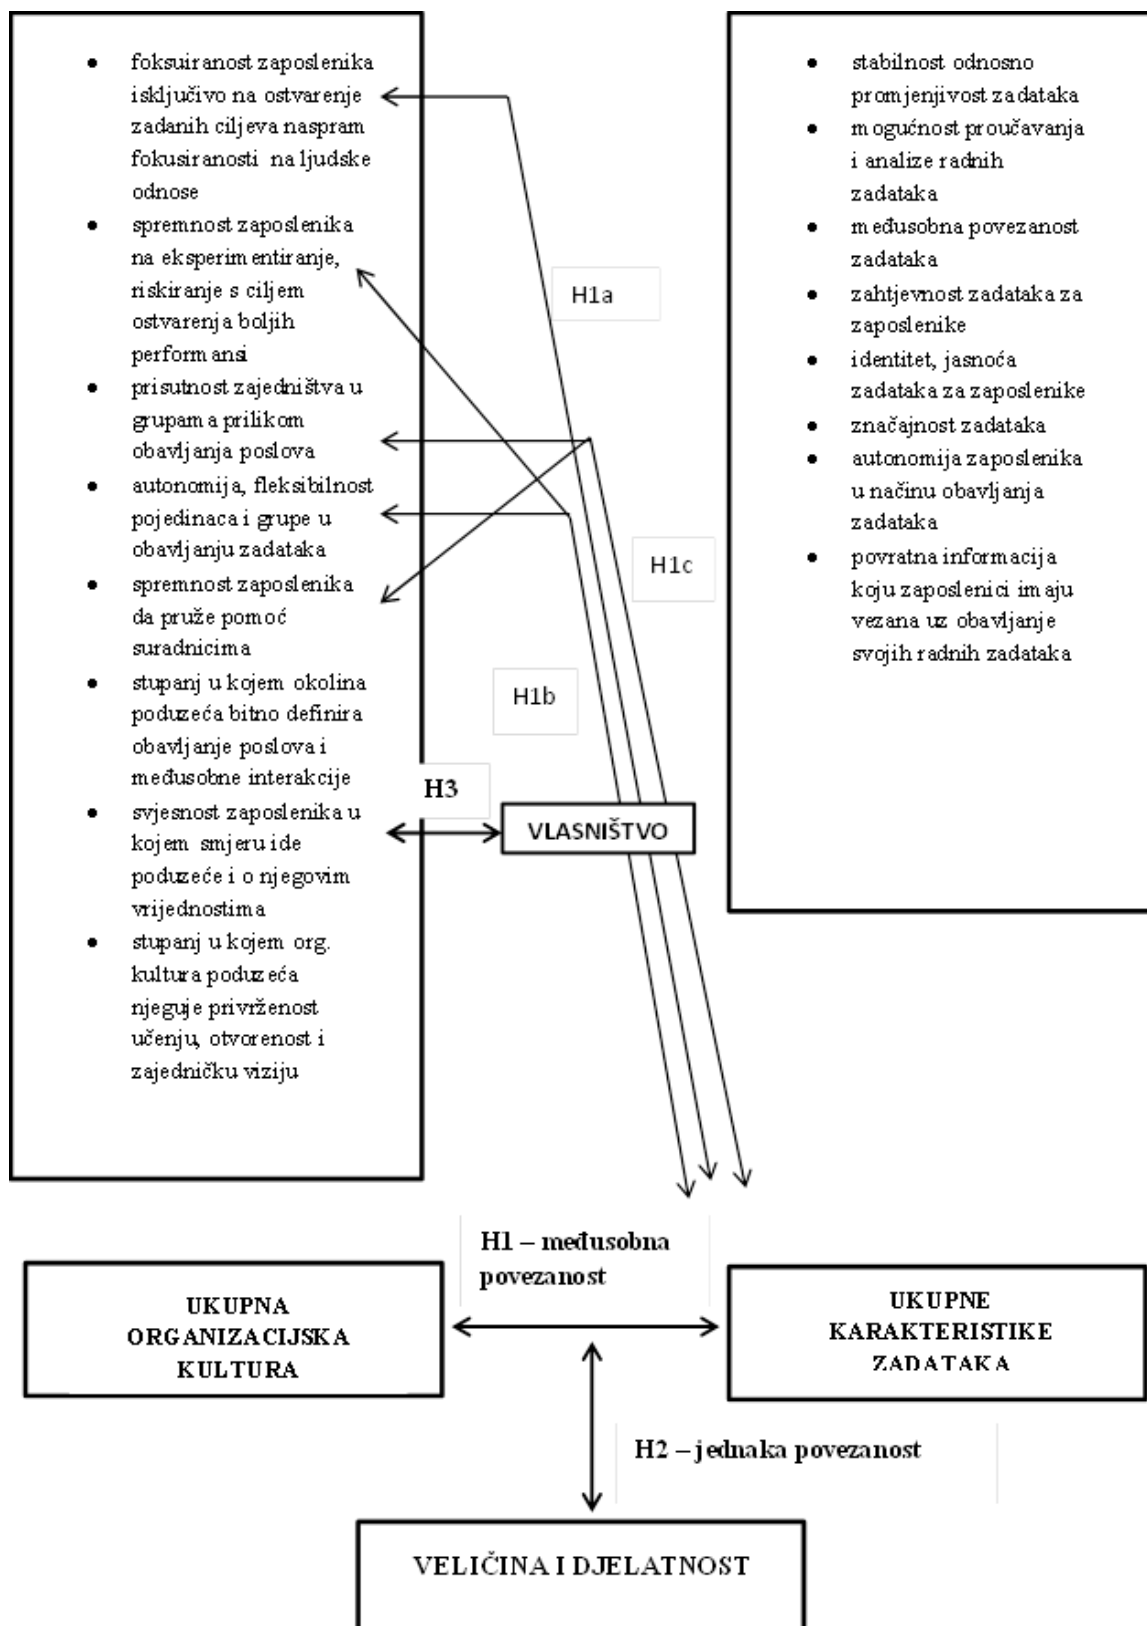 ● foksuiranost zaposlenika
isključivo na ostvarenje
zadanih ciljeva naspram
fokusiranosti na ljudske
odnose
● spremnost zaposlenika
na eksperimentiranje,
riskiranje s ciljem
ostvarenja boljih
performansi
● prisutnost zajedništva u
grupama prilikom
obavljanja poslova
● autonomija, fleksibilnost
pojedinaca i grupe u
obavljanju zadataka
● spremnost zaposlenika
da pruže pomoć
suradnicima
● stupanj u kojem okolina
poduzeća bitno definira
obavljanje poslova i
međusobne interakcije
● svjesnost zaposlenika u
kojem smjeru ide
poduzeće i o njegovim
vrijednostima
● stupanj u kojem org.
kultura poduzeća
njeguje privrženost
učenju, otvorenost i
zajedničku viziju
H1a
H1c
H1b
H3
VLASNIŠTVO
● stabilnost odnosno
promjenjivost zadataka
● mogućnost proučavanja
i analize radnih
zadataka
● međusobna povezanost
zadataka
● zahtjevnost zadataka za
zaposlenike
● identitet, jasnoća
zadataka za zaposlenike
● značajnost zadataka
● autonomija zaposlenika
u načinu obavljanja
zadataka
● povratna informacija
koju zaposlenici imaju
vezana uz obavljanje
svojih radnih zadataka
H1 – međusobna
povezanost
UKUPNA
ORGANIZACIJSKA
KULTURA
UKUPNE
KARAKTERISTIKE
ZADATAKA
H2 – jednaka povezanost
VELIČINA I DJELATNOST